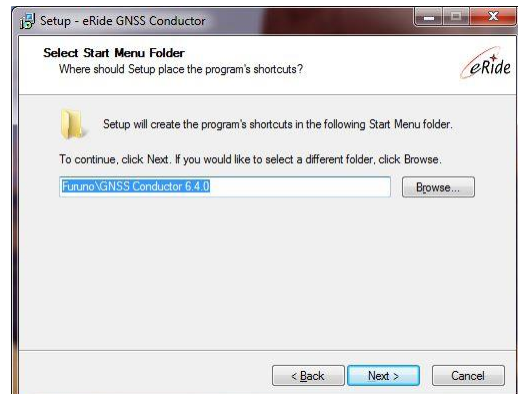 Setup - eRide GNSS Conductor
Select Start Menu Folder
Where should Setup place the program's shortcuts?
eRide
Setup will create the program's shortcuts in the following Start Menu folder.
To continue, click Next. If you would like to select a different folder, click Browse.
Furuno\GNSS Conductor 6.4.0
Browse...
< Back
Next >
Cancel